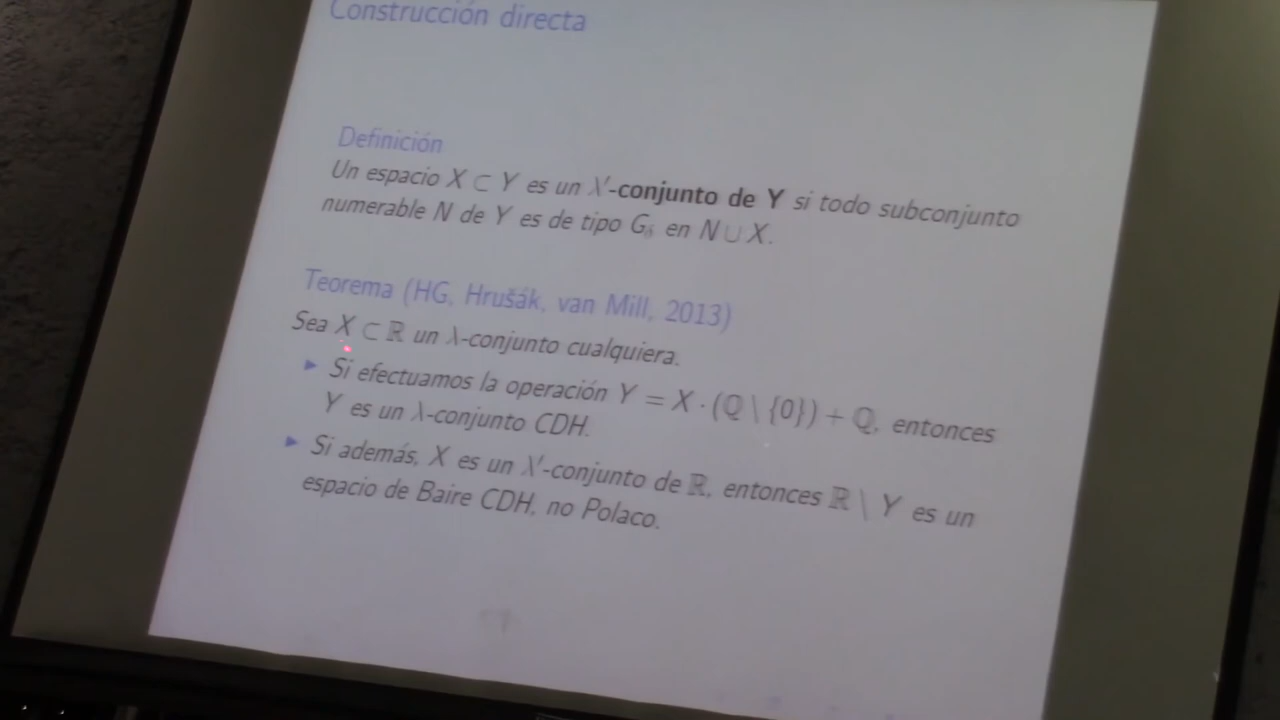 Construcción directa
Definición
Un espacio X ⊂ Y es un λ′-conjunto de Y si todo subconjunto
numerable N de Y es de tipo Gδ en N ∪ X.
Teorema (HG, Hrušák, van Mill, 2013)
Sea X ⊂ ℝ un λ-conjunto cualquiera.
▶ Si efectuamos la operación Y = X · (ℚ \ {0}) + ℚ, entonces
Y es un λ-conjunto CDH.
▶ Si además, X es un λ′-conjunto de ℝ, entonces ℝ \ Y es un
espacio de Baire CDH, no Polaco.